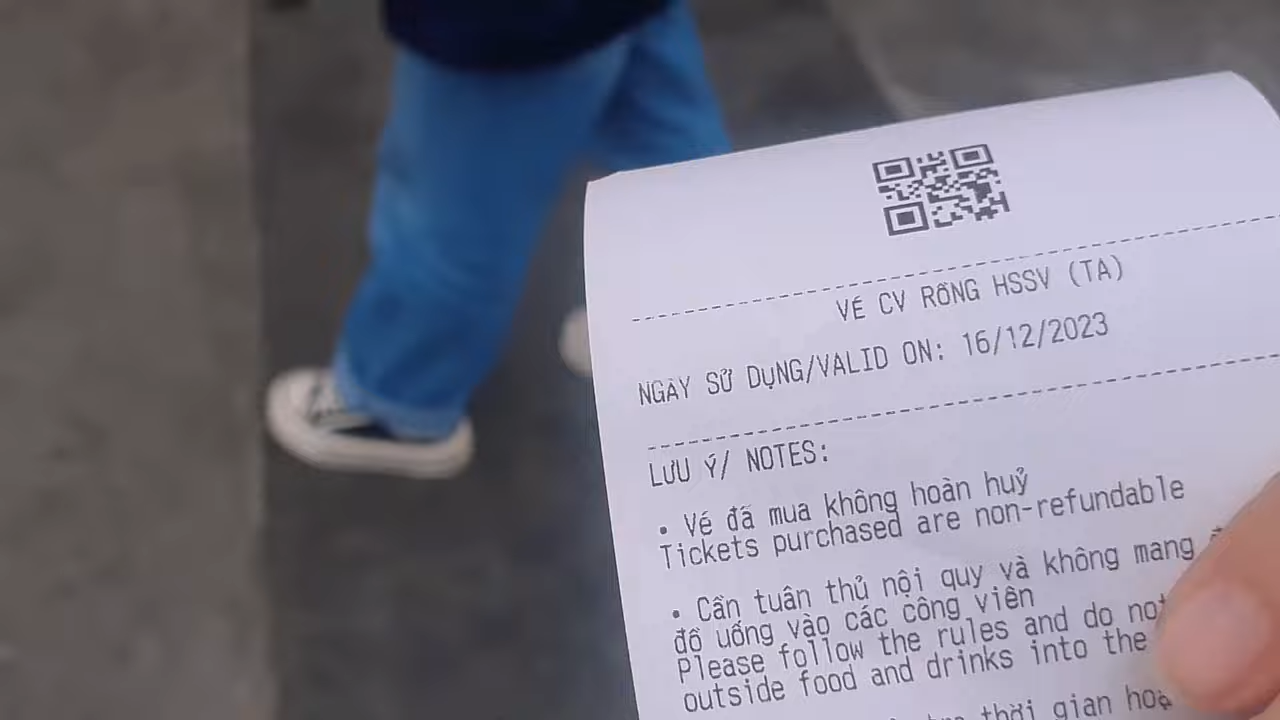 VÉ CV RỒNG HSSV (TA)
NGÀY SỬ DỤNG/VALID ON: 16/12/2023
LƯU Ý/ NOTES:
• Vé đã mua không hoàn huỷ
Tickets purchased are non-refundable
• Cần tuân thủ nội quy và không mang
đồ uống vào các công viên
Please follow the rules and do not
outside food and drinks into the
thời gian